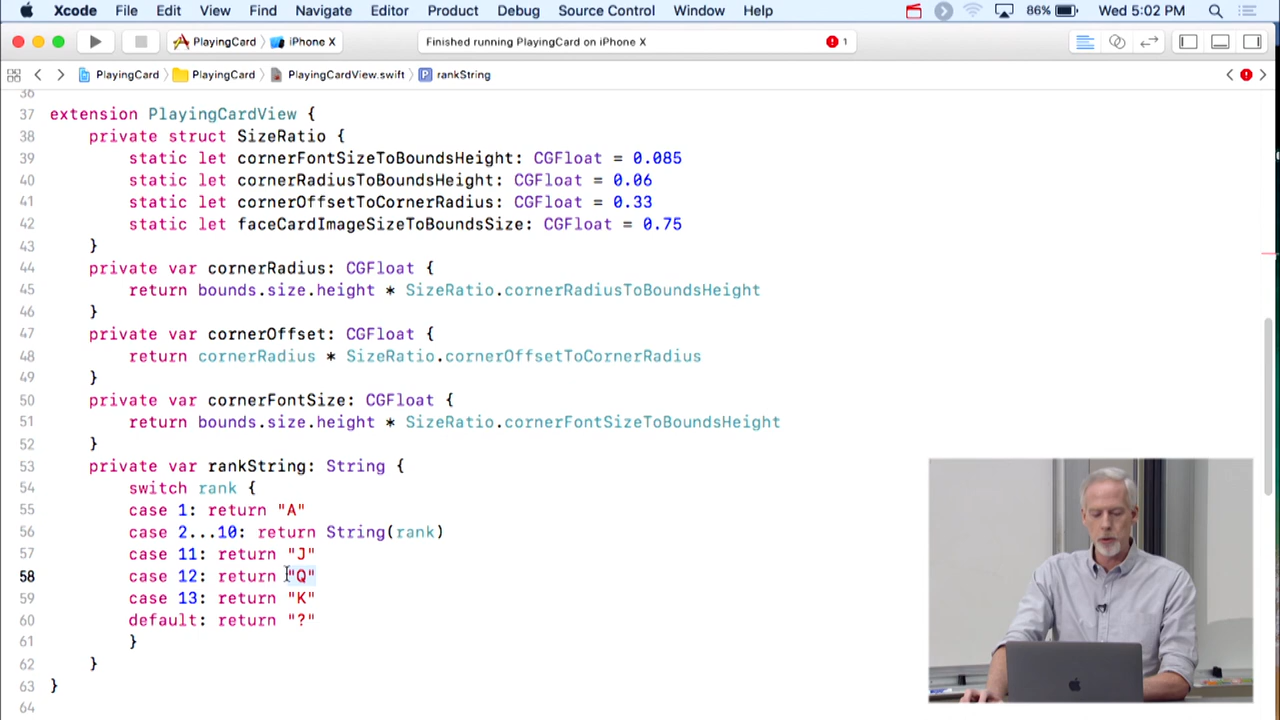 Xcode File Edit View Find Navigate Editor Product Debug Source Control Window Help 86% Wed 5:02 PM
PlayingCard iPhone X Finished running PlayingCard on iPhone X 1
PlayingCard PlayingCard PlayingCardView.swift P rankString
36
37 extension PlayingCardView {
38 private struct SizeRatio {
39 static let cornerFontSizeToBoundsHeight: CGFloat = 0.085
40 static let cornerRadiusToBoundsHeight: CGFloat = 0.06
41 static let cornerOffsetToCornerRadius: CGFloat = 0.33
42 static let faceCardImageSizeToBoundsSize: CGFloat = 0.75
43 }
44 private var cornerRadius: CGFloat {
45 return bounds.size.height * SizeRatio.cornerRadiusToBoundsHeight
46 }
47 private var cornerOffset: CGFloat {
48 return cornerRadius * SizeRatio.cornerOffsetToCornerRadius
49 }
50 private var cornerFontSize: CGFloat {
51 return bounds.size.height * SizeRatio.cornerFontSizeToBoundsHeight
52 }
53 private var rankString: String {
54 switch rank {
55 case 1: return "A"
56 case 2...10: return String(rank)
57 case 11: return "J"
58 case 12: return "Q"
59 case 13: return "K"
60 default: return "?"
61 }
62 }
63 }
64